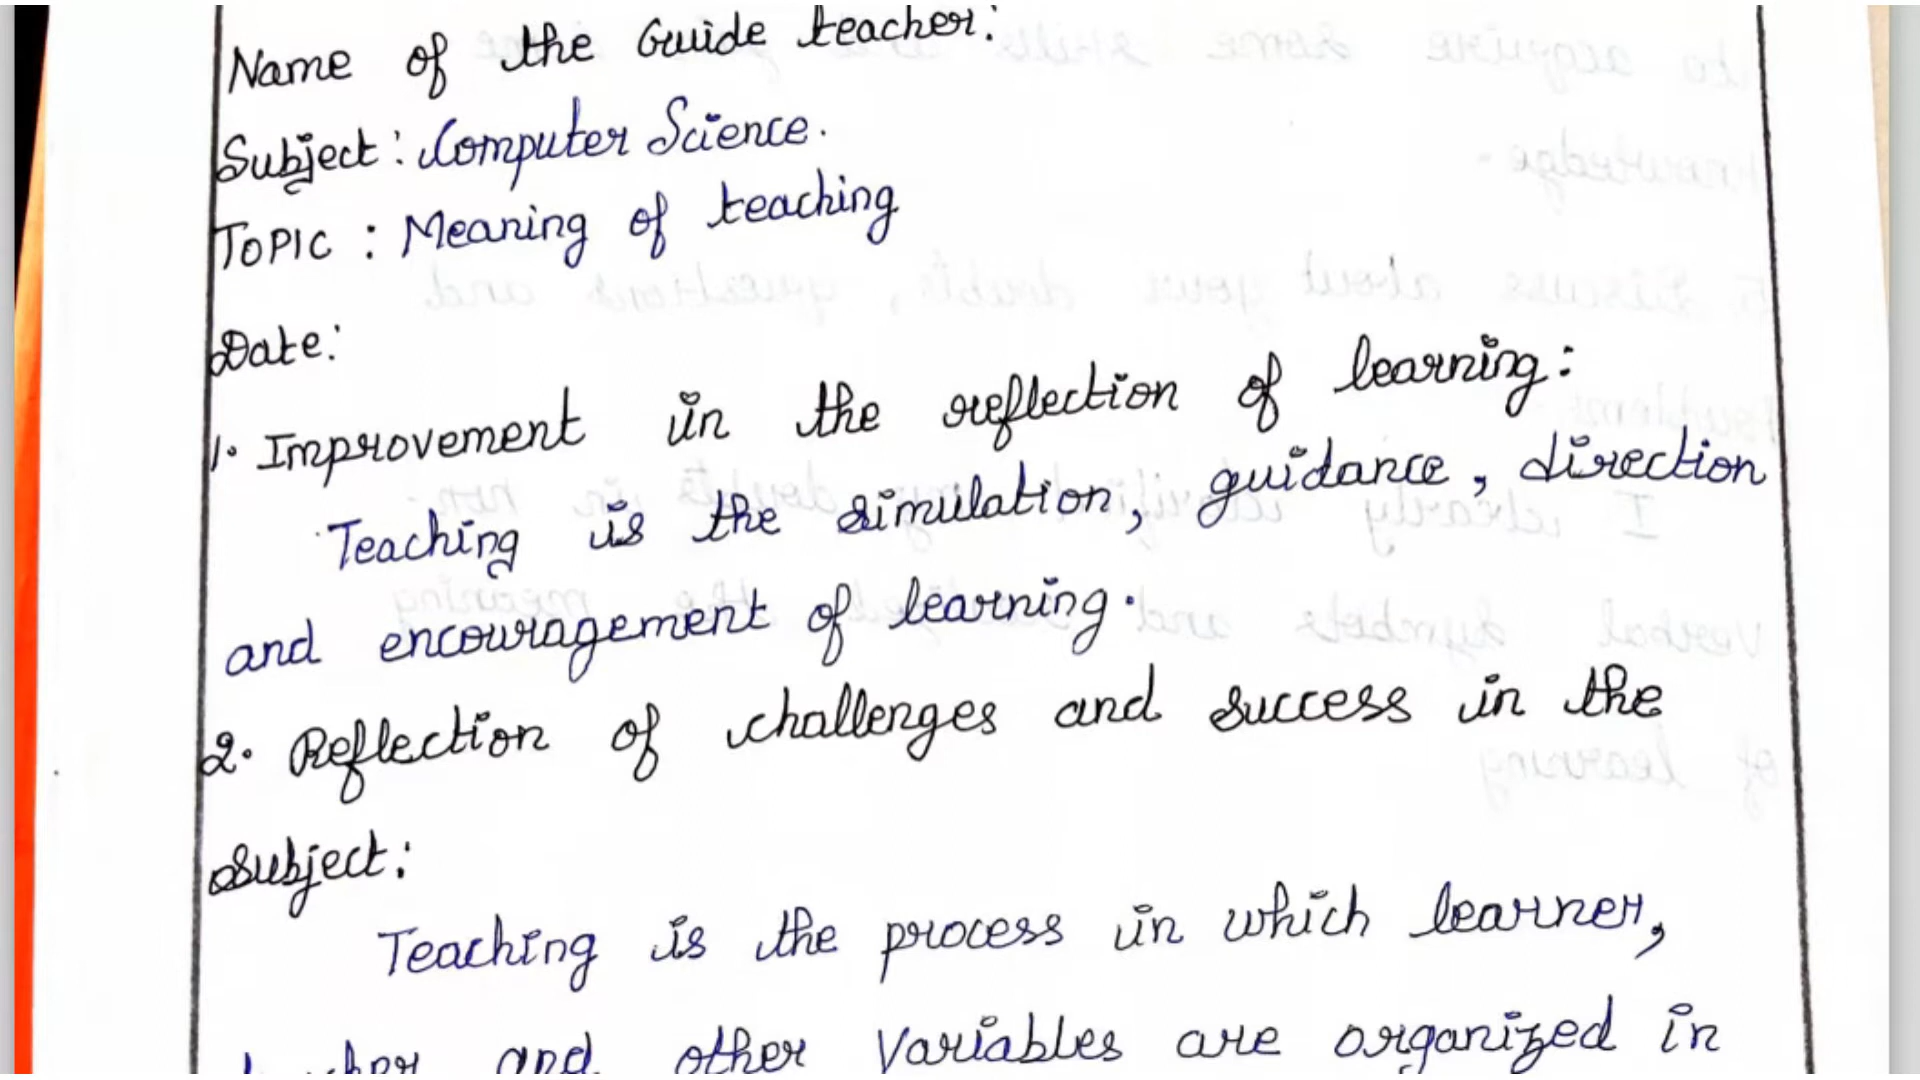 Name of the Guide teacher:
Subject: Computer Science.
TOPIC : Meaning of teaching
Date:
1. Improvement in the reflection of learning:
Teaching is the simulation, guidance, direction
and encouragement of learning.
2. Reflection of challenges and success in the
Subject:
Teaching is the process in which learner,
and other Variables are organized in